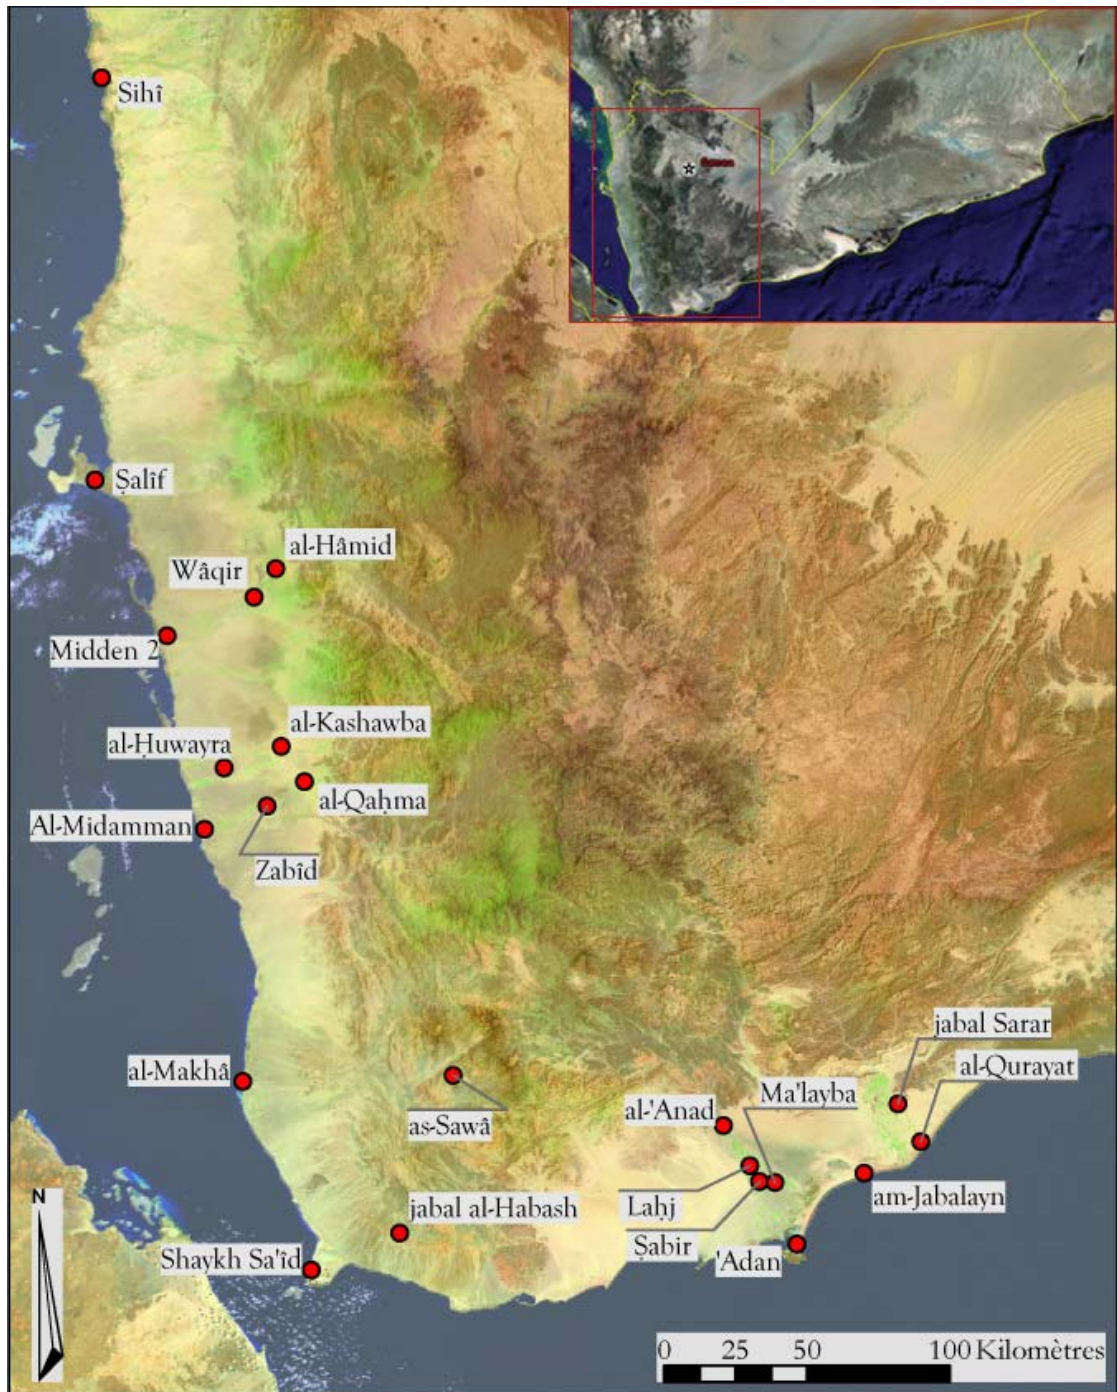 Sanaa
Sihî
Ṣalîf
al-Hâmid
Wâqir
Midden 2
al-Kashawba
al-Ḥuwayra
al-Qaḥma
Al-Midamman
Zabîd
jabal Sarar
al-Qurayat
al-Makhâ
Ma'layba
al-'Anad
as-Sawâ
Laḥj
am-Jabalayn
jabal al-Habash
Ṣabir
Shaykh Sa'îd
'Adan
N
0 25 50 100 Kilomètres